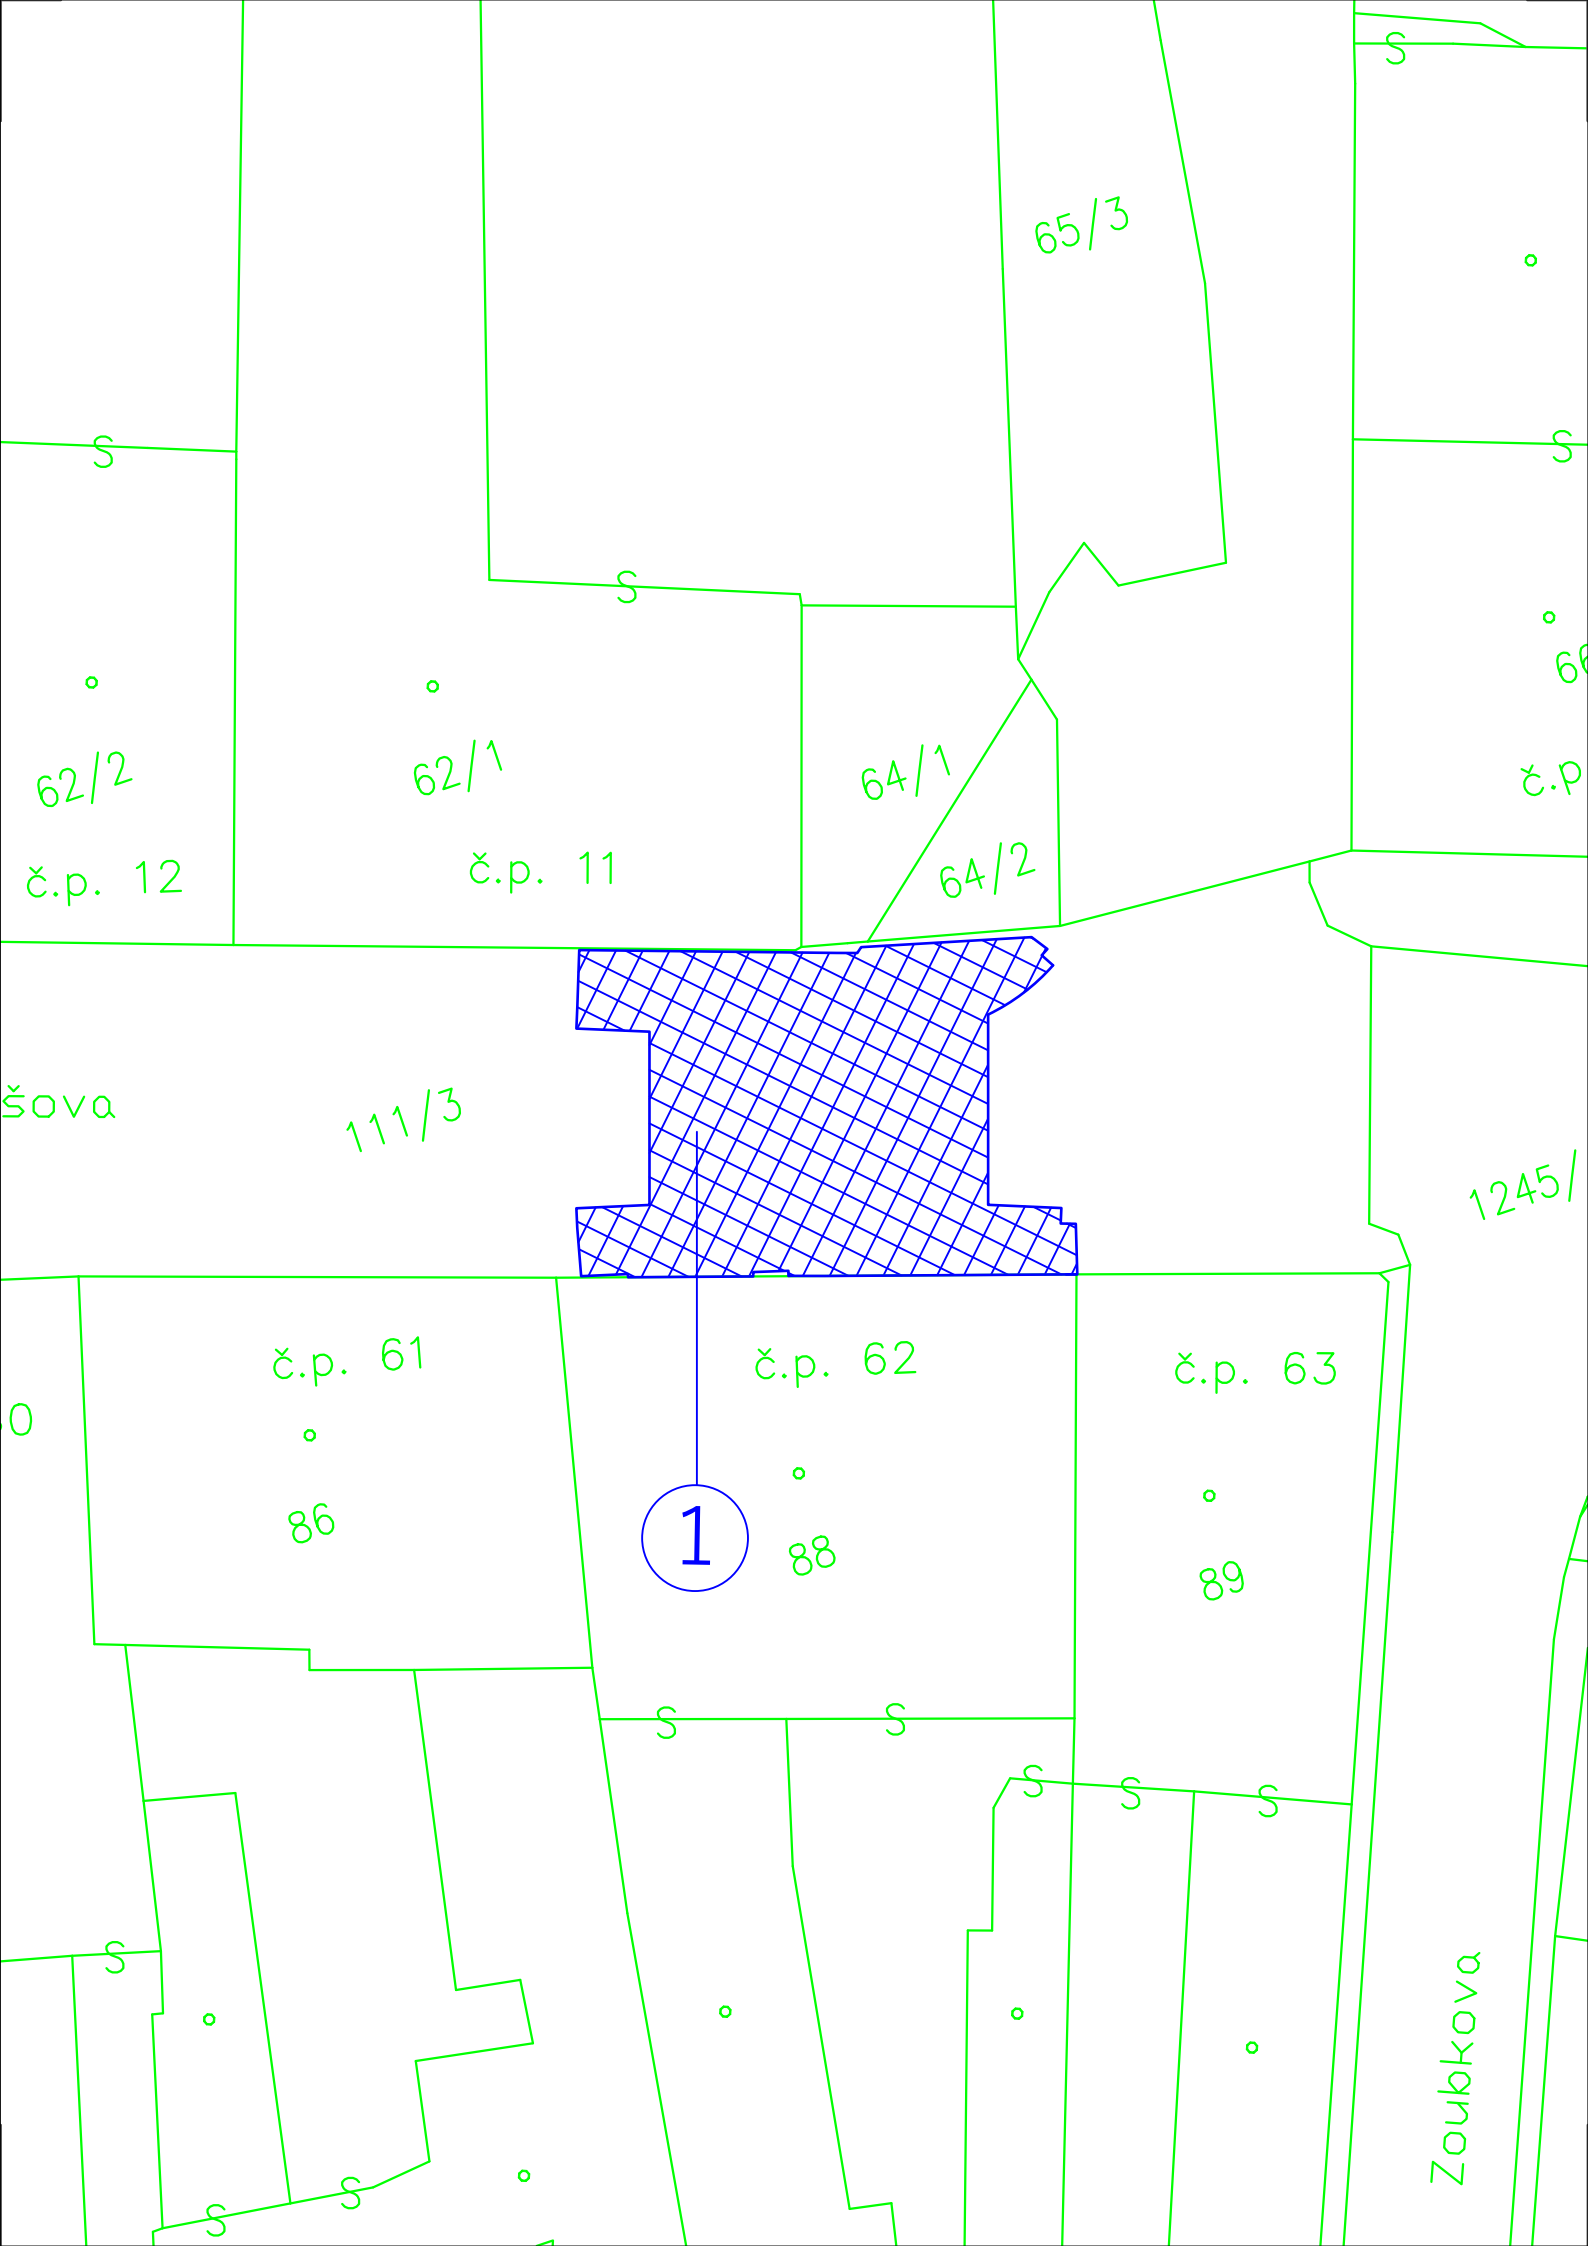 S
65/3
S
S
S
62/2
62/1
64/1
č.p
64/2
č.p. 12
č.p. 11
šova
111/3
1245/
č.p. 61
č.p. 62
č.p. 63
0
86
1
88
89
S
S
S
S
S
S
Zoubkova
S
S